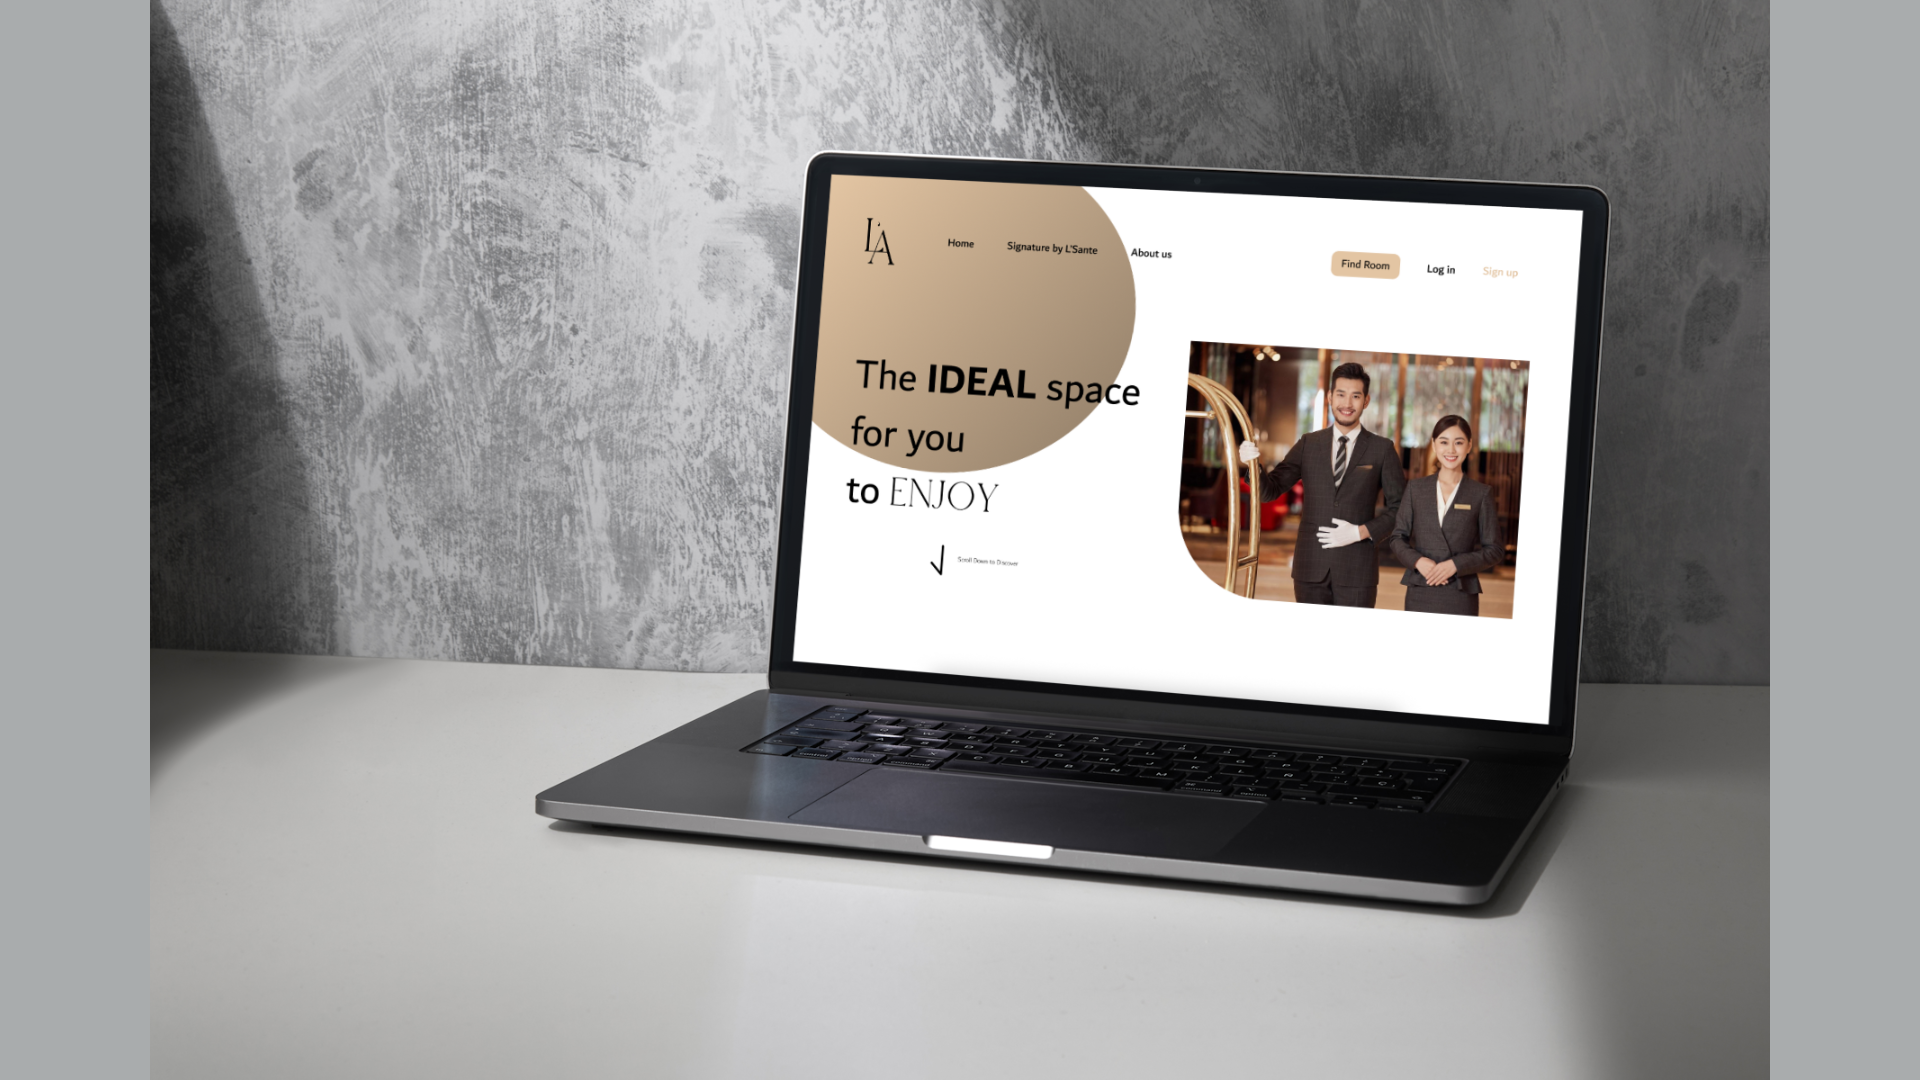 L'A
Home
Signature by L'Sante
About us
Find Room
Log in
Sign up
The IDEAL space
for you
to ENJOY
Scroll Down to Discover